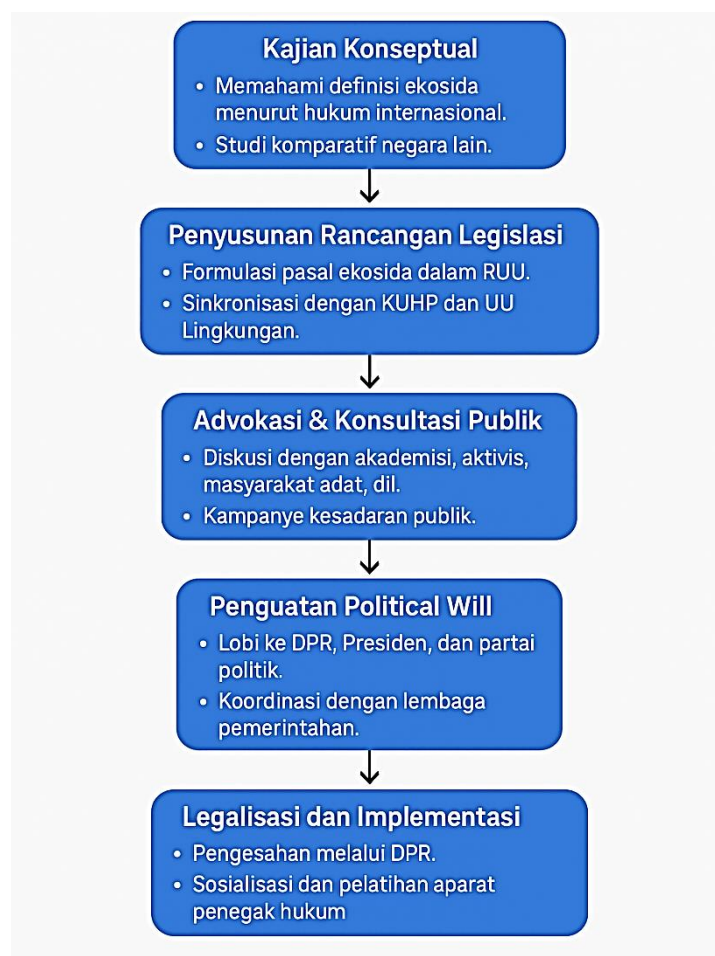 Kajian Konseptual
• Memahami definisi ekosida
menurut hukum internasional.
• Studi komparatif negara lain.
Penyusunan Rancangan Legislasi
• Formulasi pasal ekosida dalam RUU.
• Sinkronisasi dengan KUHP dan UU
Lingkungan.
Advokasi & Konsultasi Publik
• Diskusi dengan akademisi, aktivis,
masyarakat adat, dil.
• Kampanye kesadaran publik.
Penguatan Political Will
• Lobi ke DPR, Presiden, dan partai
politik.
• Koordinasi dengan lembaga
pemerintahan.
Legalisasi dan Implementasi
• Pengesahan melalui DPR.
• Sosialisasi dan pelatihan aparat
penegak hukum